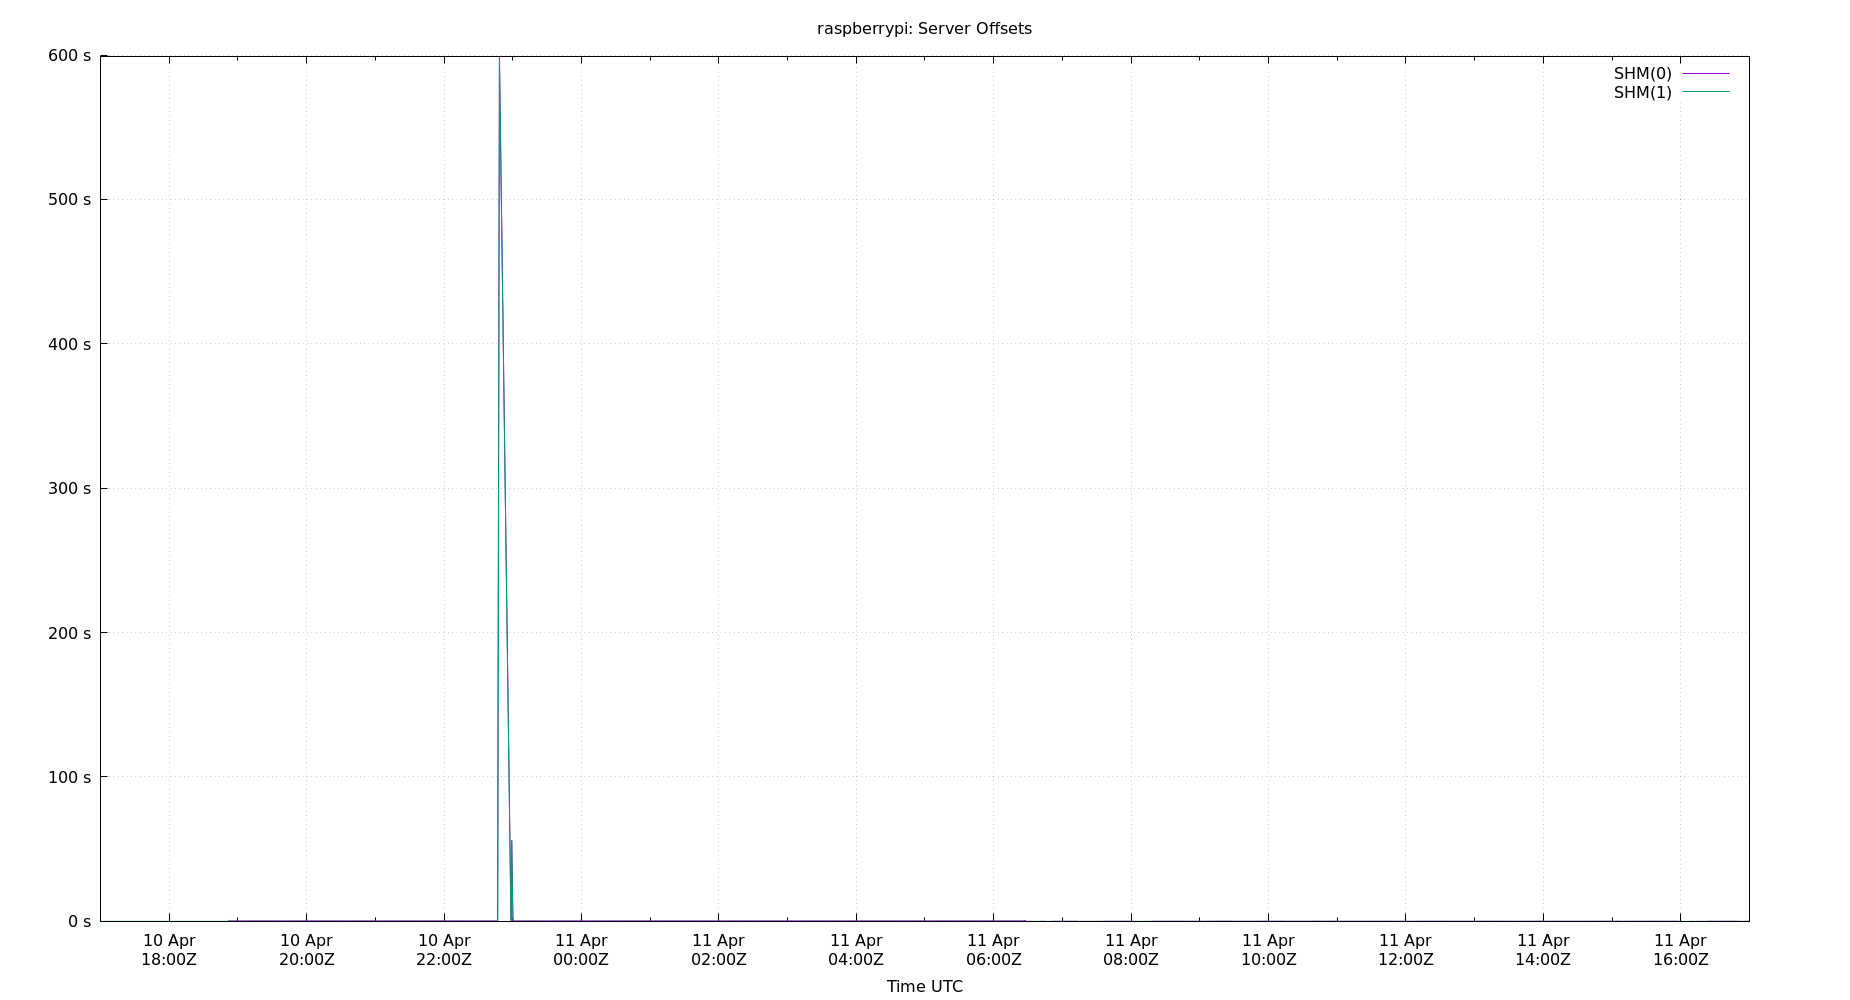 raspberrypi: Server Offsets
SHM(0)
SHM(1)
600 s
500 s
400 s
300 s
200 s
100 s
0 s
10 Apr 10 Apr 10 Apr 11 Apr 11 Apr 11 Apr 11 Apr 11 Apr 11 Apr 11 Apr 11 Apr 11 Apr
18:00Z 20:00Z 22:00Z 00:00Z 02:00Z 04:00Z 06:00Z 08:00Z 10:00Z 12:00Z 14:00Z 16:00Z
Time UTC